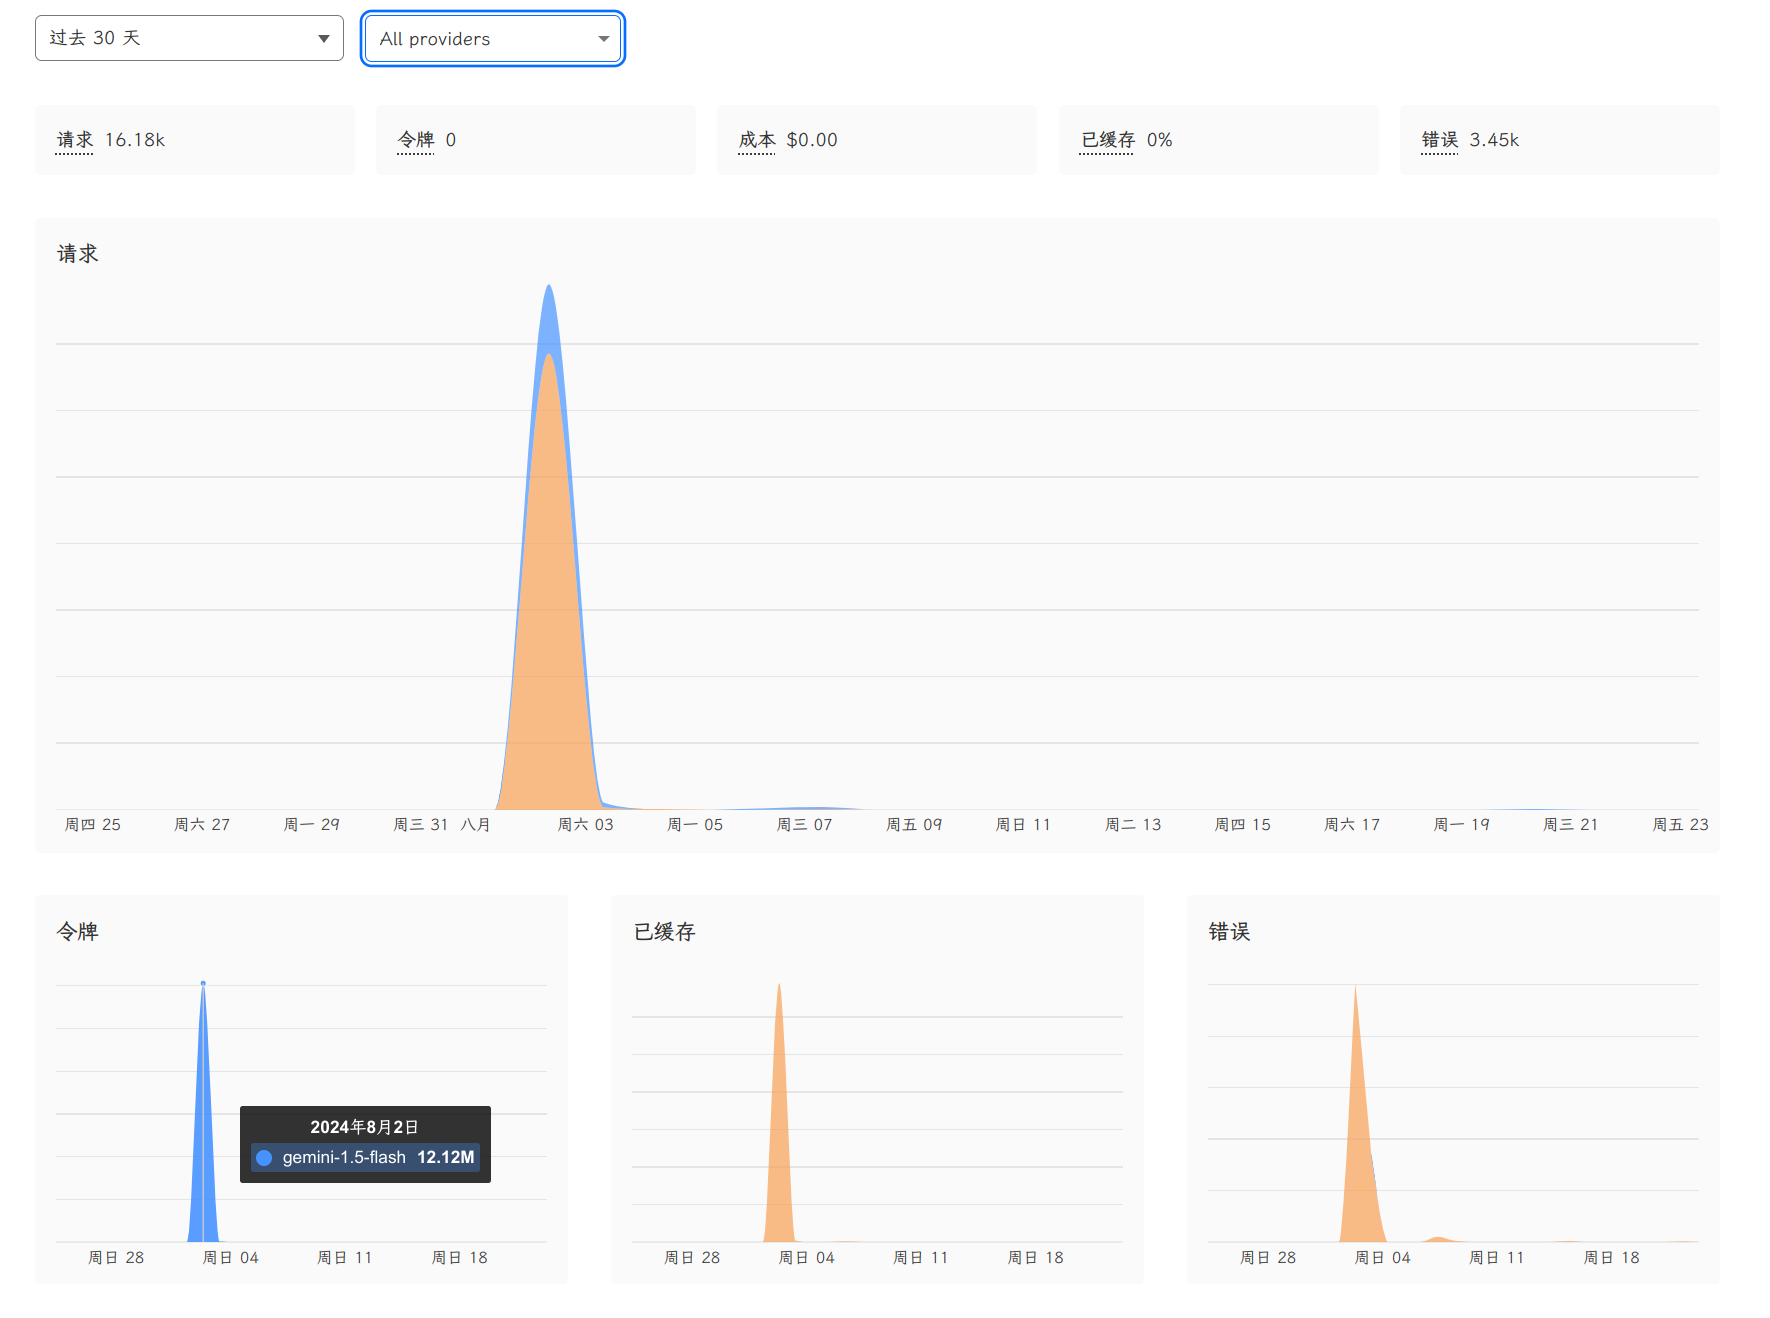 过去 30 天
All providers
请求 16.18k
令牌 0
成本 $0.00
已缓存 0%
错误 3.45k
请求
周四 25 周六 27 周一 29 周三 31 八月 周六 03 周一 05 周三 07 周五 09 周日 11 周二 13 周四 15 周六 17 周一 19 周三 21 周五 23
令牌
2024年8月2日
gemini-1.5-flash 12.12M
周日 28 周日 04 周日 11 周日 18
已缓存
周日 28 周日 04 周日 11 周日 18
错误
周日 28 周日 04 周日 11 周日 18